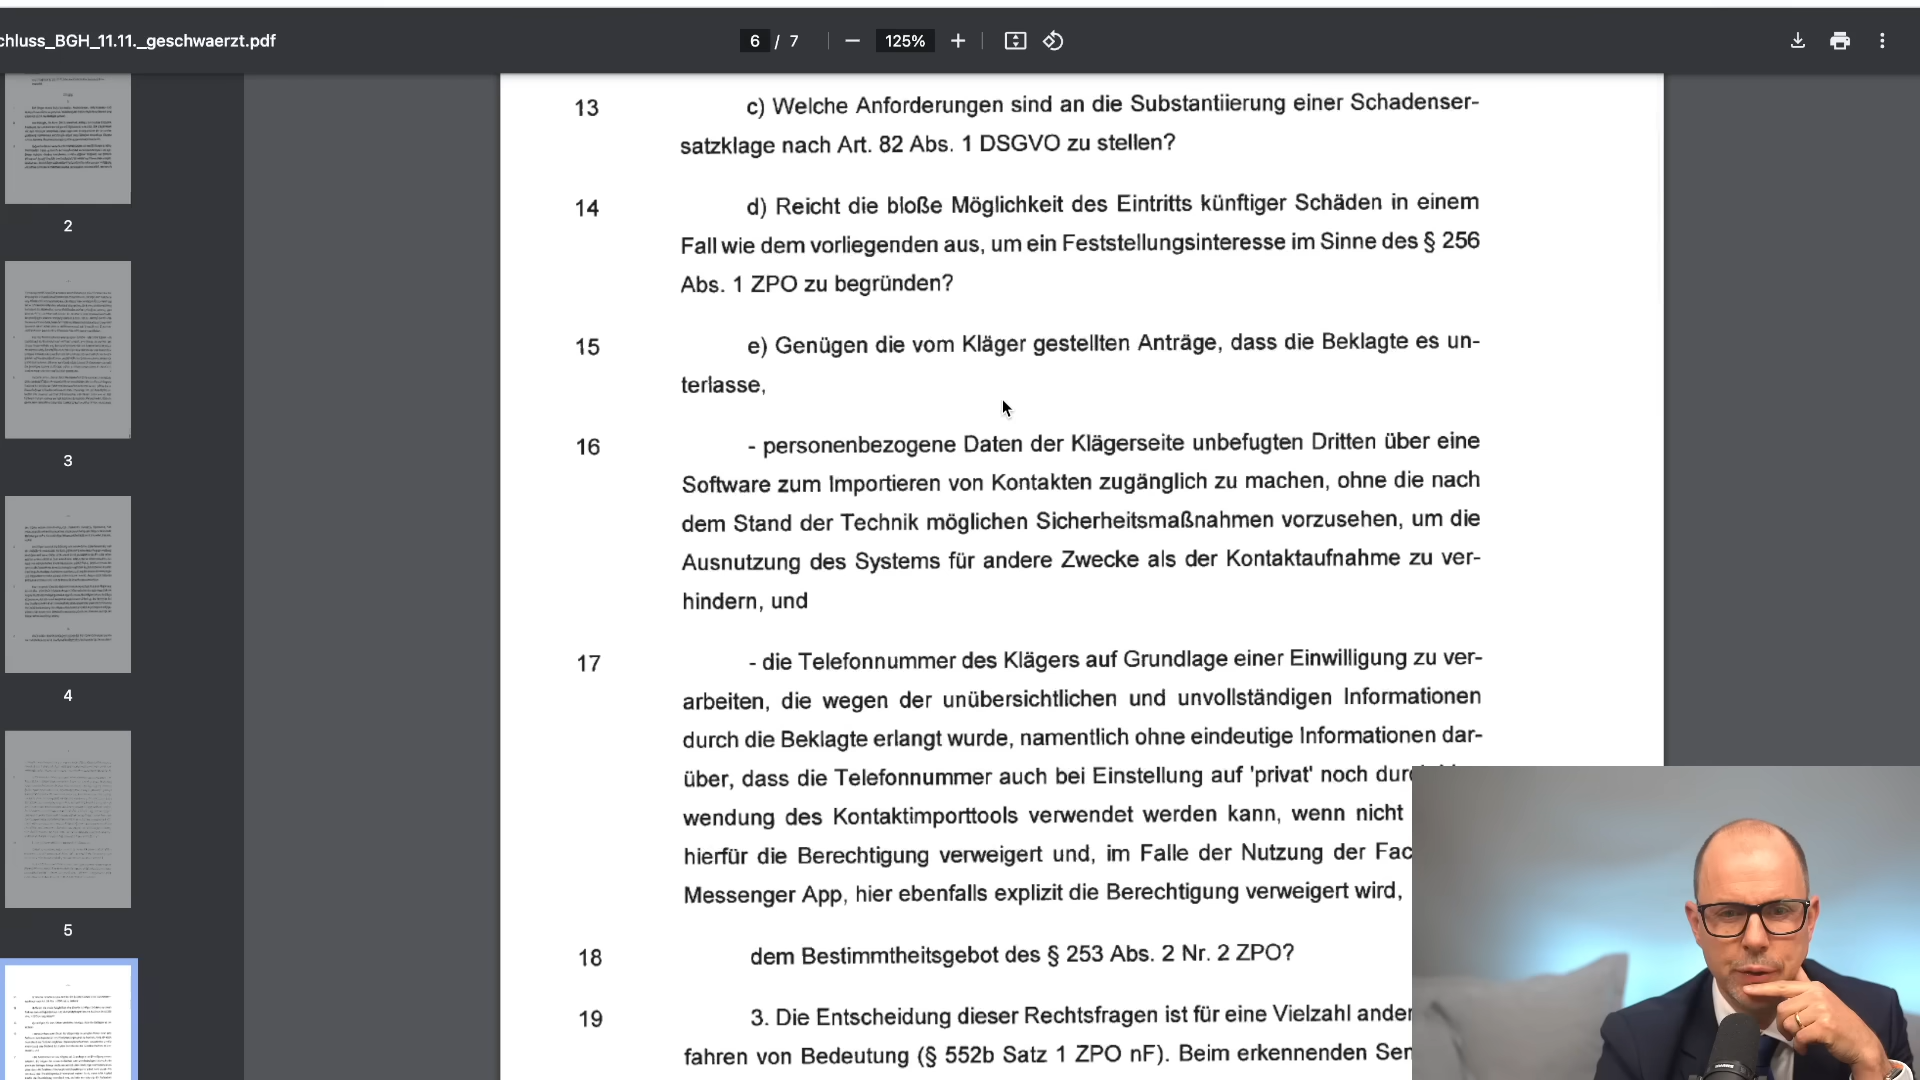 chluss_BGH_11.11._geschwaerzt.pdf
6 / 7
125%
2
3
4
5
13 c) Welche Anforderungen sind an die Substantiierung einer Schadenser-
satzklage nach Art. 82 Abs. 1 DSGVO zu stellen?
14 d) Reicht die bloße Möglichkeit des Eintritts künftiger Schäden in einem
Fall wie dem vorliegenden aus, um ein Feststellungsinteresse im Sinne des § 256
Abs. 1 ZPO zu begründen?
15 e) Genügen die vom Kläger gestellten Anträge, dass die Beklagte es un-
terlasse,
16 - personenbezogene Daten der Klägerseite unbefugten Dritten über eine
Software zum Importieren von Kontakten zugänglich zu machen, ohne die nach
dem Stand der Technik möglichen Sicherheitsmaßnahmen vorzusehen, um die
Ausnutzung des Systems für andere Zwecke als der Kontaktaufnahme zu ver-
hindern, und
17 - die Telefonnummer des Klägers auf Grundlage einer Einwilligung zu ver-
arbeiten, die wegen der unübersichtlichen und unvollständigen Informationen
durch die Beklagte erlangt wurde, namentlich ohne eindeutige Informationen dar-
über, dass die Telefonnummer auch bei Einstellung auf 'privat' noch
wendung des Kontaktimporttools verwendet werden kann, wenn nicht
hierfür die Berechtigung verweigert und, im Falle der Nutzung der Fac
Messenger App, hier ebenfalls explizit die Berechtigung verweigert wird,
18 dem Bestimmtheitsgebot des § 253 Abs. 2 Nr. 2 ZPO?
19 3. Die Entscheidung dieser Rechtsfragen ist für eine Vielzahl ander
fahren von Bedeutung (§ 552b Satz 1 ZPO nF). Beim erkennenden Sen